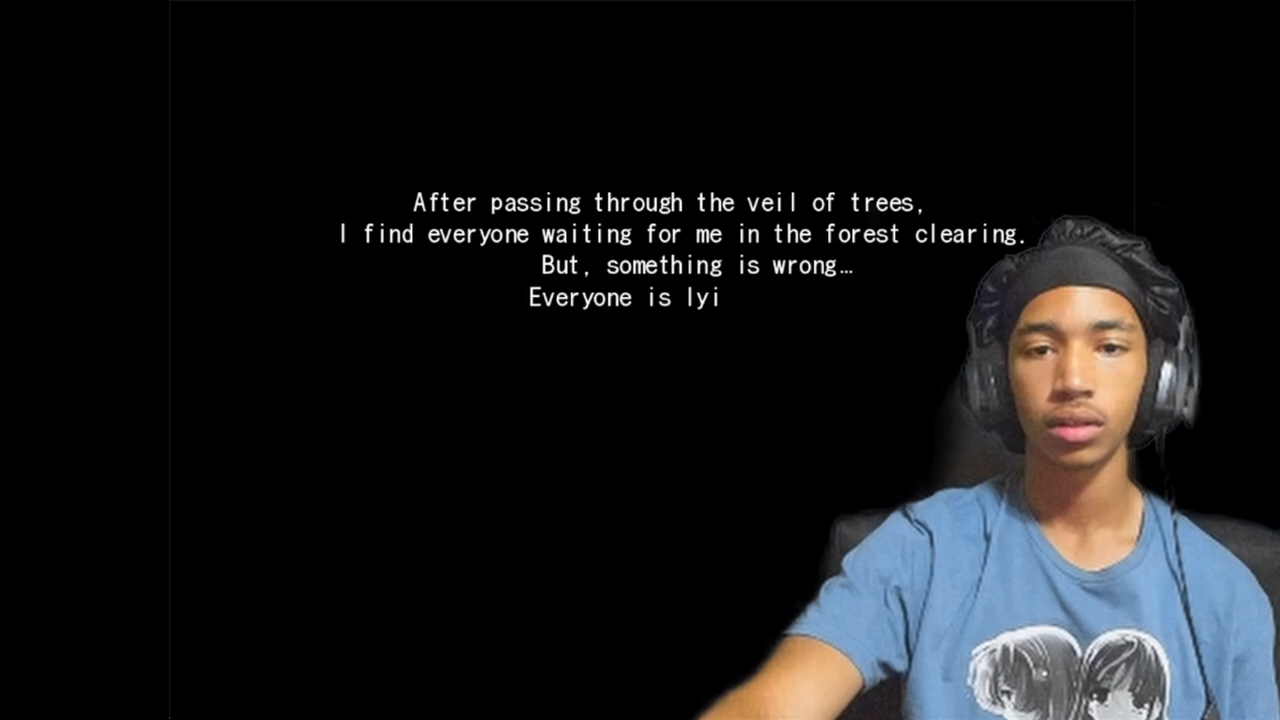 After passing through the veil of trees,
I find everyone waiting for me in the forest clearing.
But, something is wrong…
Everyone is lyi